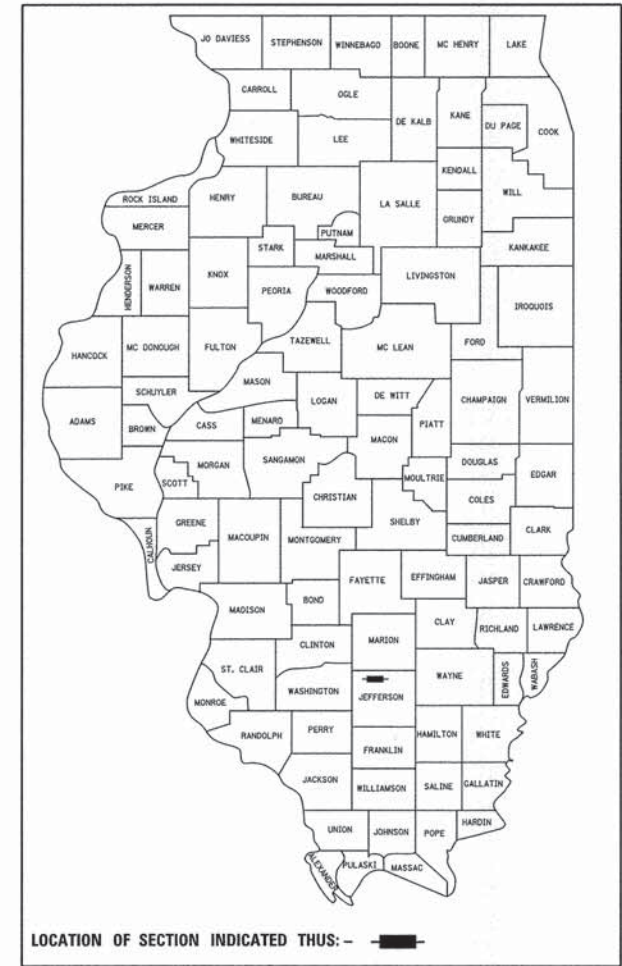 JO DAVIESS
STEPHENSON
WINNEBAGO
BOONE
MC HENRY
LAKE
CARROLL
OGLE
DE KALB
KANE
DU PAGE
COOK
WHITESIDE
LEE
KENDALL
WILL
ROCK ISLAND
HENRY
BUREAU
LA SALLE
GRUNDY
MERCER
PUTNAM
KANKAKEE
STARK
MARSHALL
HENDERSON
WARREN
KNOX
PEORIA
WOODFORD
LIVINGSTON
IROQUOIS
HANCOCK
MC DONOUGH
FULTON
TAZEWELL
MC LEAN
FORD
SCHUYLER
MASON
LOGAN
DE WITT
CHAMPAIGN
VERMILION
ADAMS
BROWN
CASS
MENARD
MACON
PIATT
PIKE
SCOTT
MORGAN
SANGAMON
CHRISTIAN
MOULTRIE
DOUGLAS
EDGAR
COLES
CALHOUN
GREENE
MACOUPIN
MONTGOMERY
SHELBY
CUMBERLAND
CLARK
JERSEY
FAYETTE
EFFINGHAM
JASPER
CRAWFORD
MADISON
BOND
CLAY
RICHLAND
LAWRENCE
CLINTON
MARION
ST. CLAIR
WAYNE
EDWARDS
WABASH
MONROE
WASHINGTON
JEFFERSON
RANDOLPH
PERRY
HAMILTON
WHITE
FRANKLIN
JACKSON
WILLIAMSON
SALINE
GALLATIN
UNION
JOHNSON
POPE
HARDIN
ALEXANDER
PULASKI
MASSAC
LOCATION OF SECTION INDICATED THUS: -